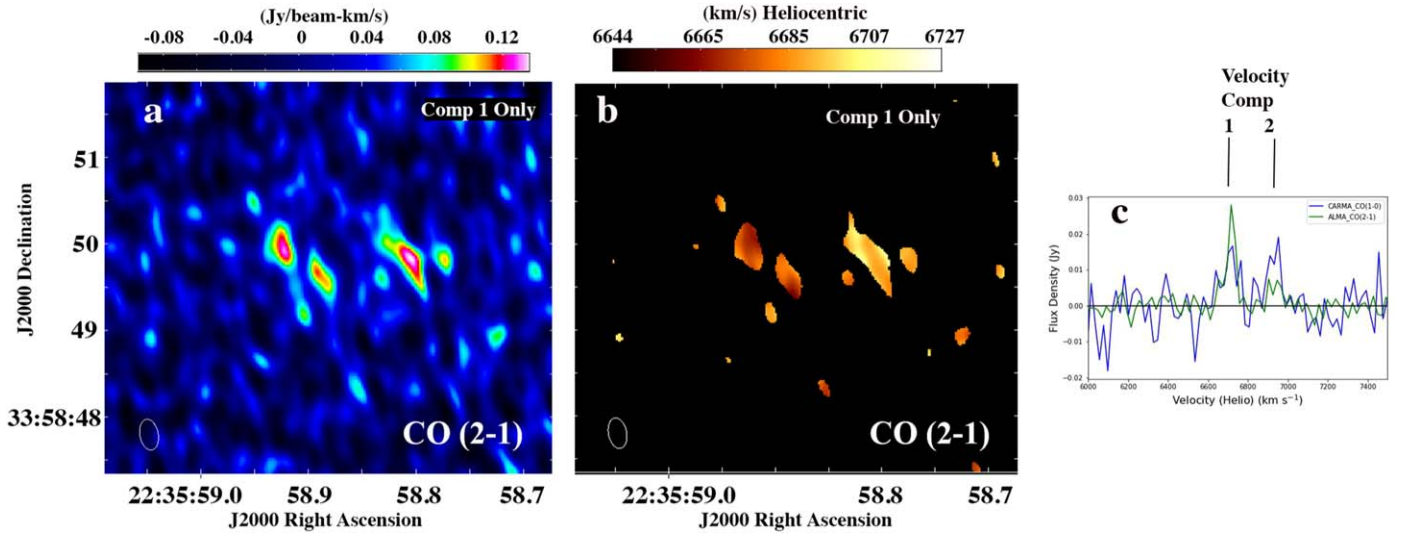 (Jy/beam-km/s)
-0.08 -0.04 0 0.04 0.08 0.12
a
Comp 1 Only
51
50
49
33:58:48
J2000 Declination
CO (2-1)
22:35:59.0 58.9 58.8 58.7
J2000 Right Ascension
(km/s) Heliocentric
6644 6665 6685 6707 6727
b
Comp 1 Only
CO (2-1)
22:35:59.0 58.8 58.7
J2000 Right Ascension
Velocity
Comp
1 2
c
CARMA_CO(1-0)
ALMA_CO(2-1)
0.03
0.02
0.01
0.00
−0.01
−0.02
Flux Density (Jy)
6000 6200 6400 6600 6800 7000 7200 7400
Velocity (Helio) (km s⁻¹)